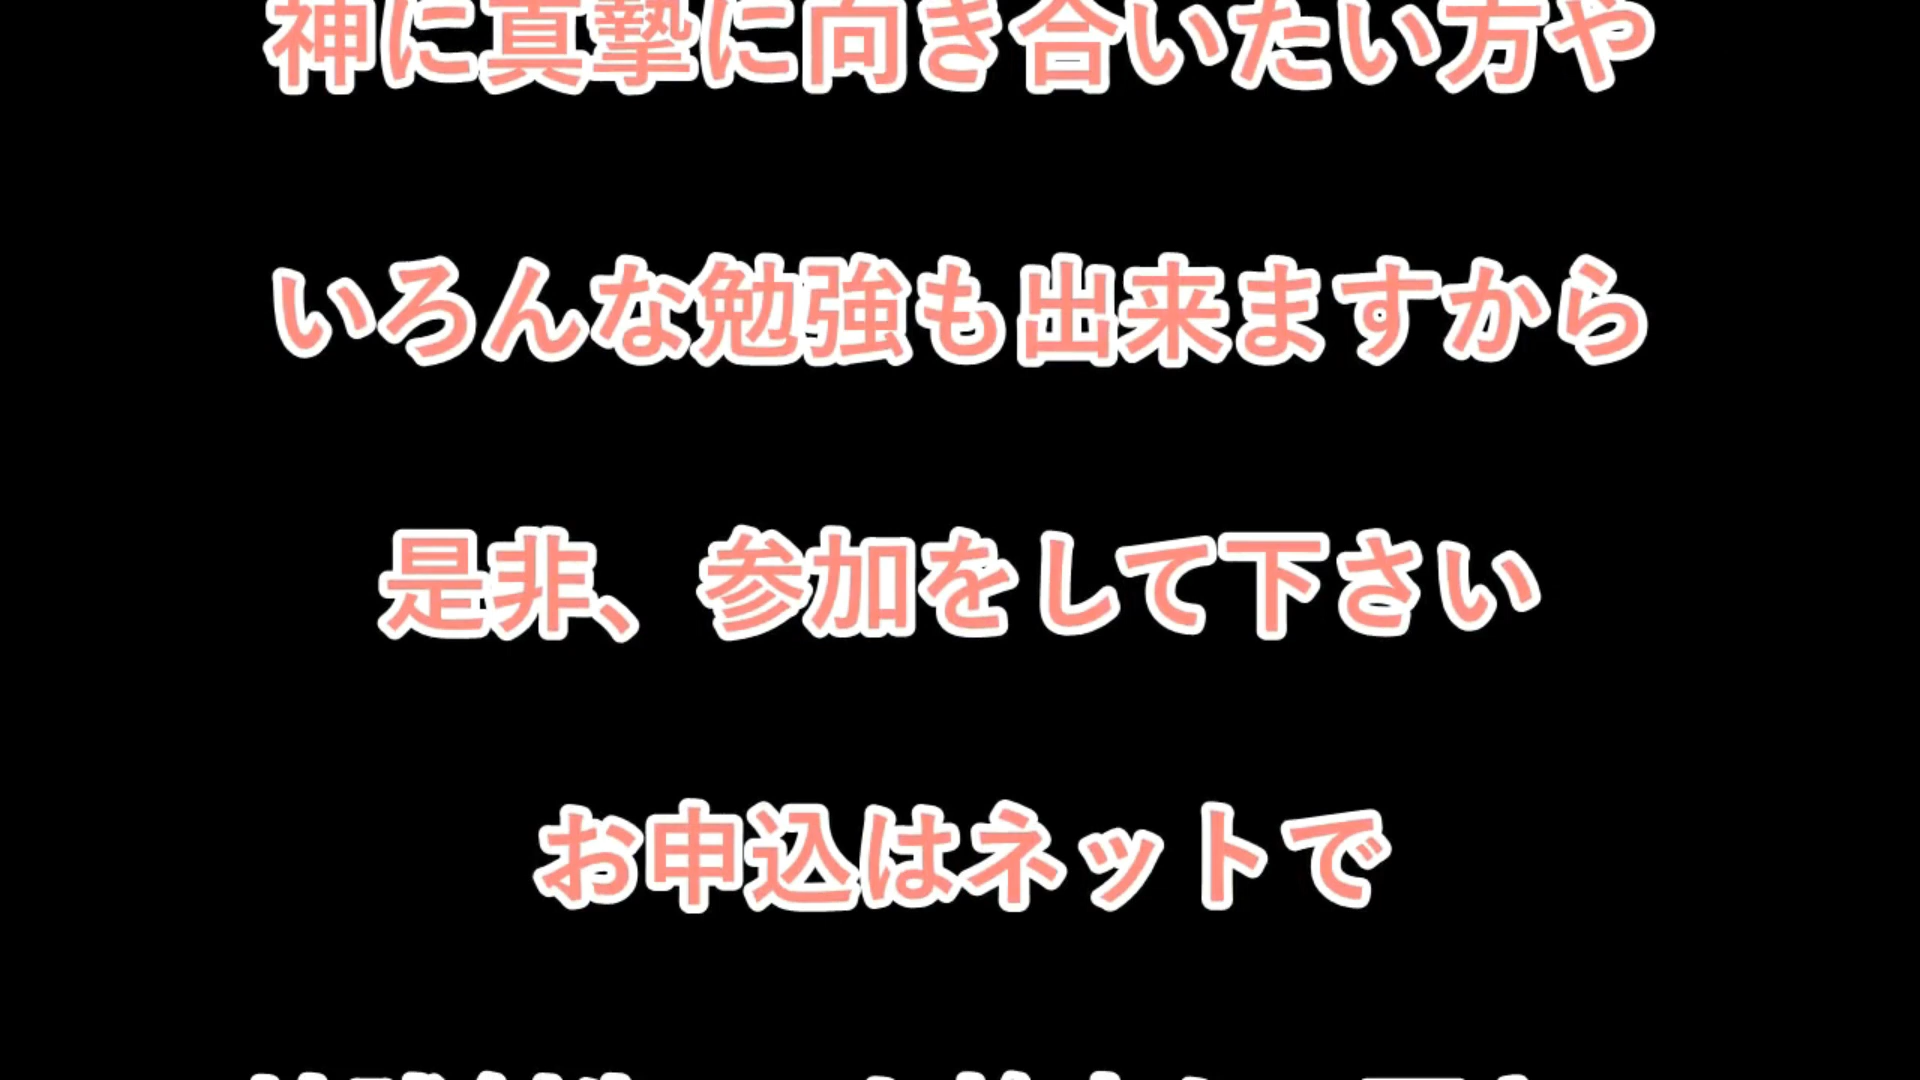 神に真摯に向き合いたい方や
いろんな勉強も出来ますから
是非、参加をして下さい
お申込はネットで